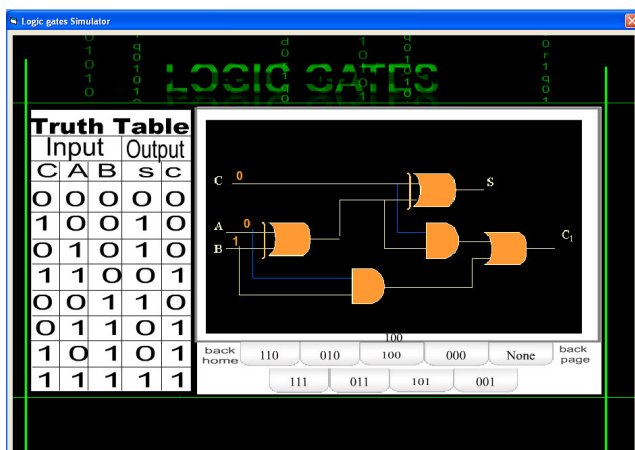 Logic gates Simulator
LOGIC GATES
Truth Table
Input Output
C A B s c
0 0 0 0 0
1 0 0 1 0
0 1 0 1 0
1 1 0 0 1
0 0 1 1 0
0 1 1 0 1
1 0 1 0 1
1 1 1 1 1
C 0
S
A 0
B 1
C1
100
back home 110 010 100 000 None back page
111 011 101 001